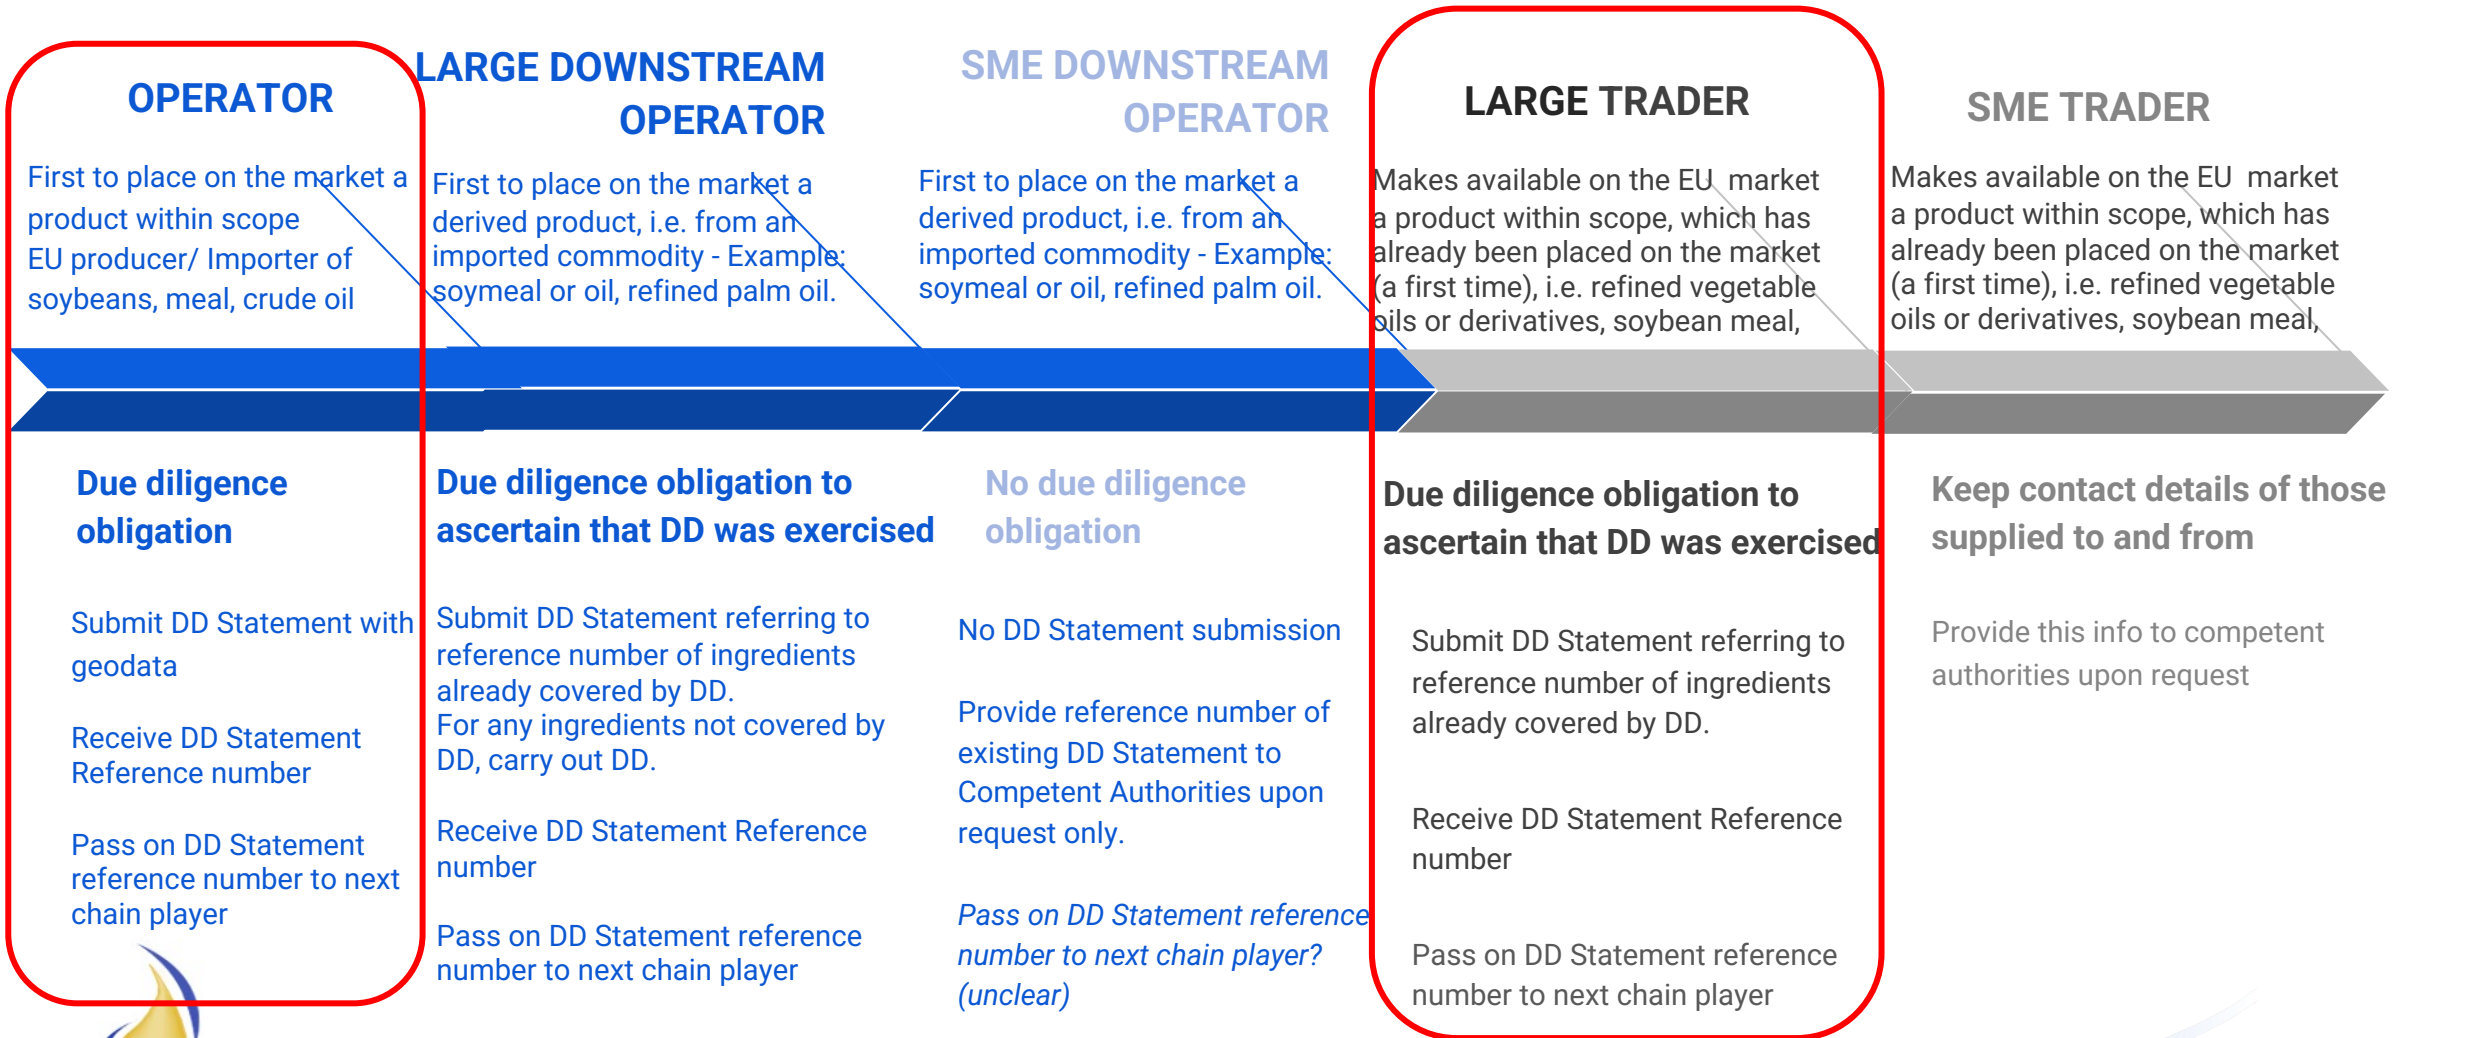 OPERATOR
First to place on the market a
product within scope
EU producer/ Importer of
soybeans, meal, crude oil
Due diligence
obligation
Submit DD Statement with
geodata
Receive DD Statement
Reference number
Pass on DD Statement
reference number to next
chain player
LARGE DOWNSTREAM
OPERATOR
First to place on the market a
derived product, i.e. from an
imported commodity - Example:
soymeal or oil, refined palm oil.
Due diligence obligation to
ascertain that DD was exercised
Submit DD Statement referring to
reference number of ingredients
already covered by DD.
For any ingredients not covered by
DD, carry out DD.
Receive DD Statement Reference
number
Pass on DD Statement reference
number to next chain player
SME DOWNSTREAM
OPERATOR
First to place on the market a
derived product, i.e. from an
imported commodity - Example:
soymeal or oil, refined palm oil.
No due diligence
obligation
No DD Statement submission
Provide reference number of
existing DD Statement to
Competent Authorities upon
request only.
Pass on DD Statement reference
number to next chain player?
(unclear)
LARGE TRADER
Makes available on the EU market
a product within scope, which has
already been placed on the market
(a first time), i.e. refined vegetable
oils or derivatives, soybean meal,
Due diligence obligation to
ascertain that DD was exercised
Submit DD Statement referring to
reference number of ingredients
already covered by DD.
Receive DD Statement Reference
number
Pass on DD Statement reference
number to next chain player
SME TRADER
Makes available on the EU market
a product within scope, which has
already been placed on the market
(a first time), i.e. refined vegetable
oils or derivatives, soybean meal,
Keep contact details of those
supplied to and from
Provide this info to competent
authorities upon request